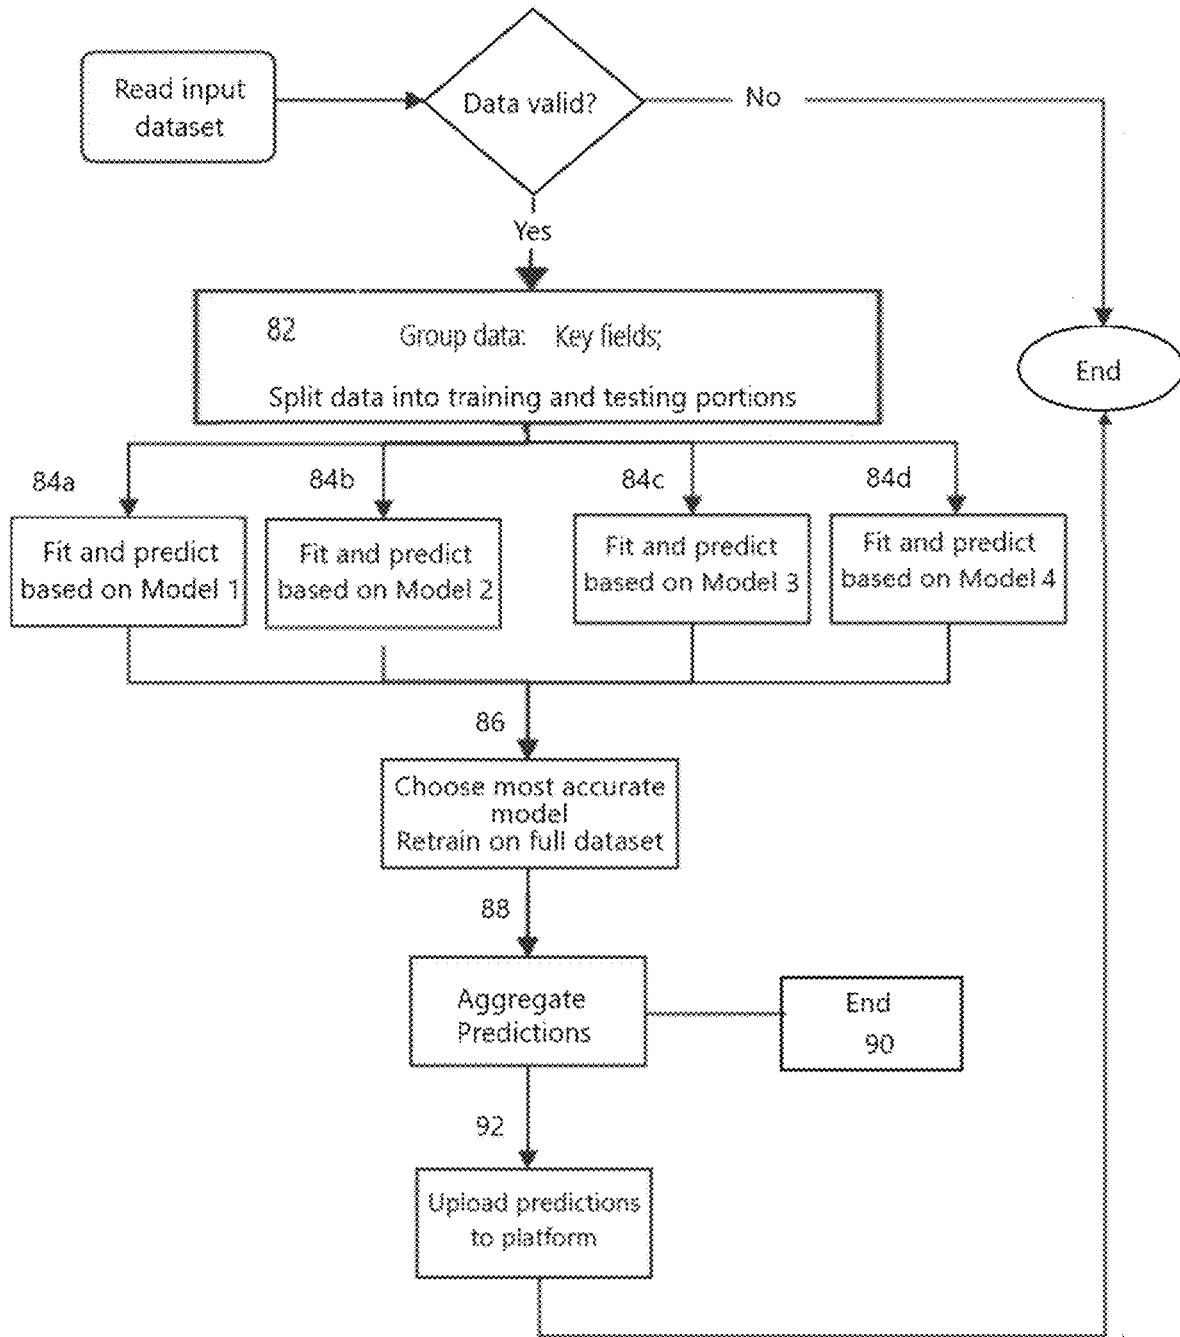 Read input
dataset
Data valid?
No
Yes
82
Group data: Key fields;
Split data into training and testing portions
End
84a
84b
84c
84d
Fit and predict
based on Model 1
Fit and predict
based on Model 2
Fit and predict
based on Model 3
Fit and predict
based on Model 4
86
Choose most accurate
model
Retrain on full dataset
88
Aggregate
Predictions
End
90
92
Upload predictions
to platform